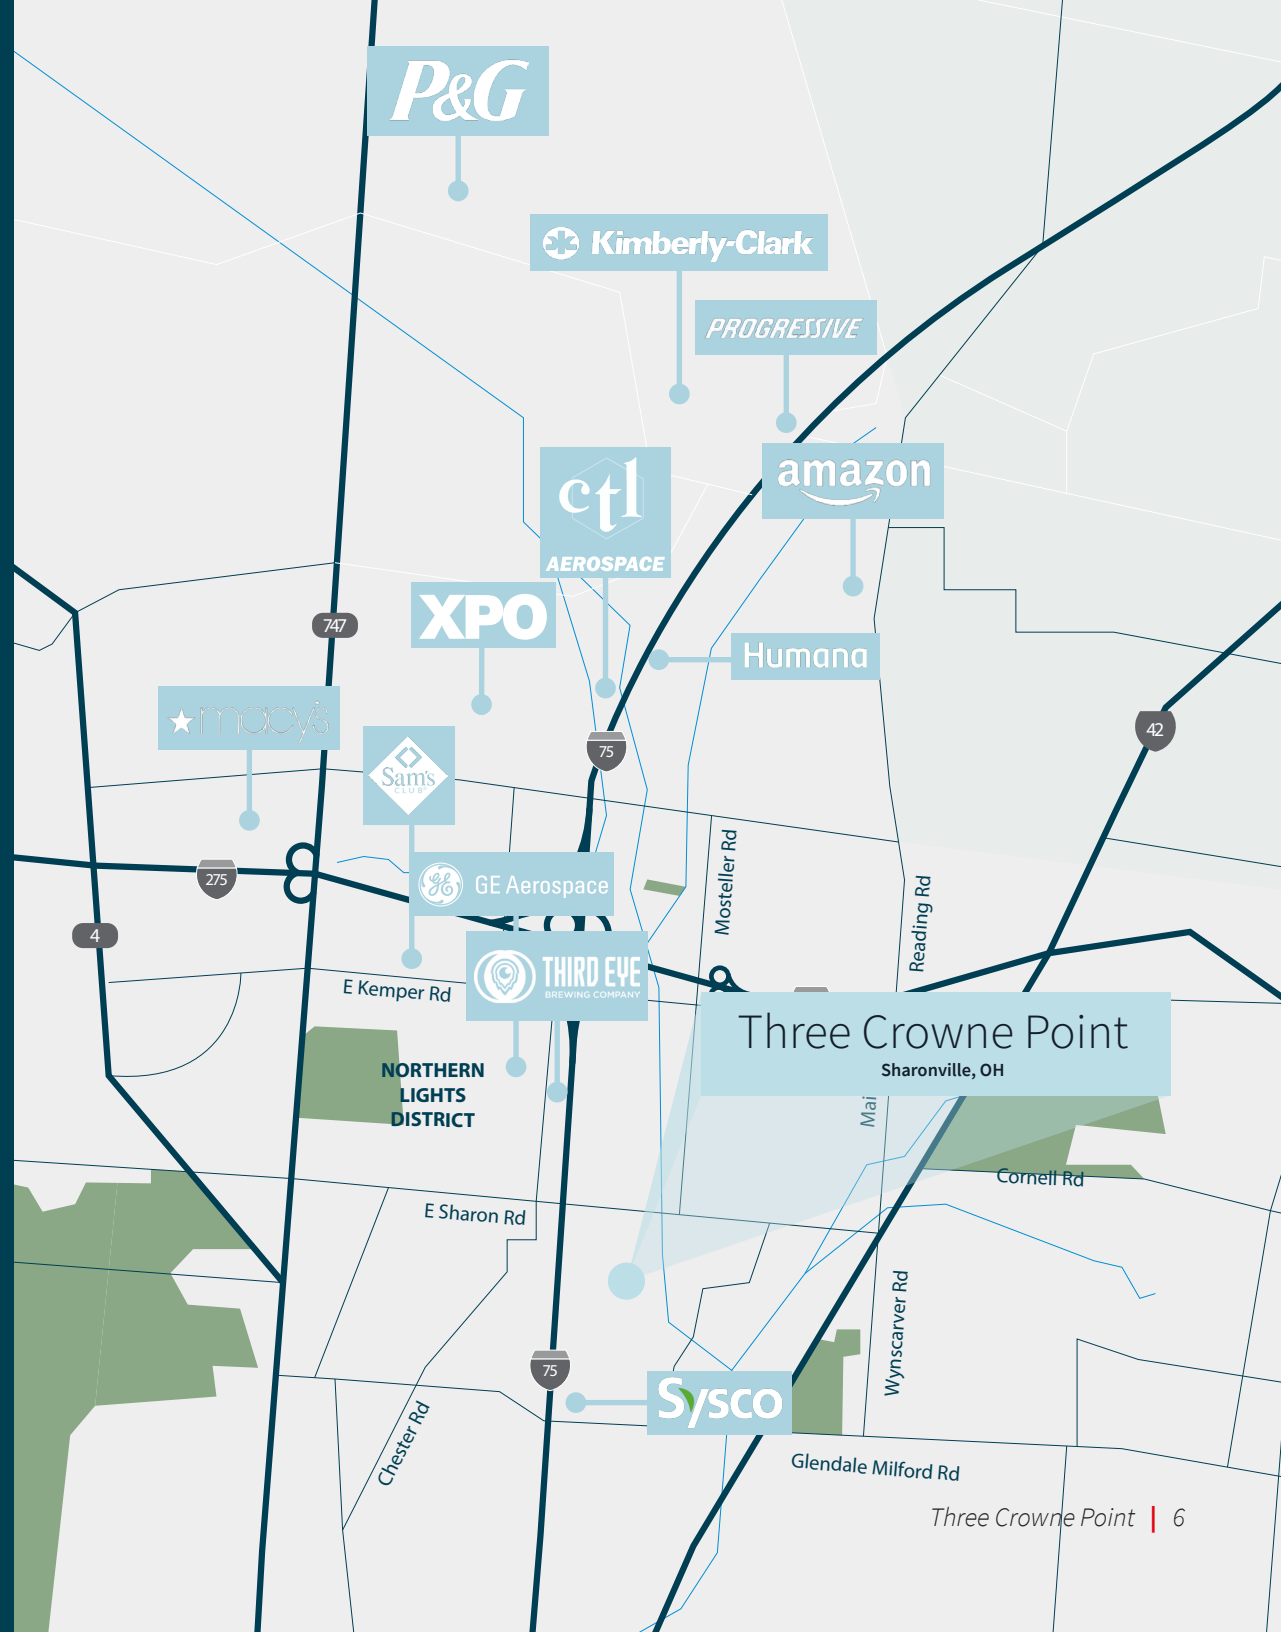 P&G
Kimberly-Clark
PROGRESSIVE
amazon
ctl
AEROSPACE
XPO
747
Humana
macy's
42
75
Sam's
CLUB
275
GE Aerospace
Mosteller Rd
Reading Rd
4
THIRD EYE
BREWING COMPANY
E Kemper Rd
Three Crowne Point
Sharonville, OH
NORTHERN
LIGHTS
DISTRICT
Mai
Cornell Rd
E Sharon Rd
Wynscarver Rd
75
Sysco
Chester Rd
Glendale Milford Rd
Three Crowne Point | 6